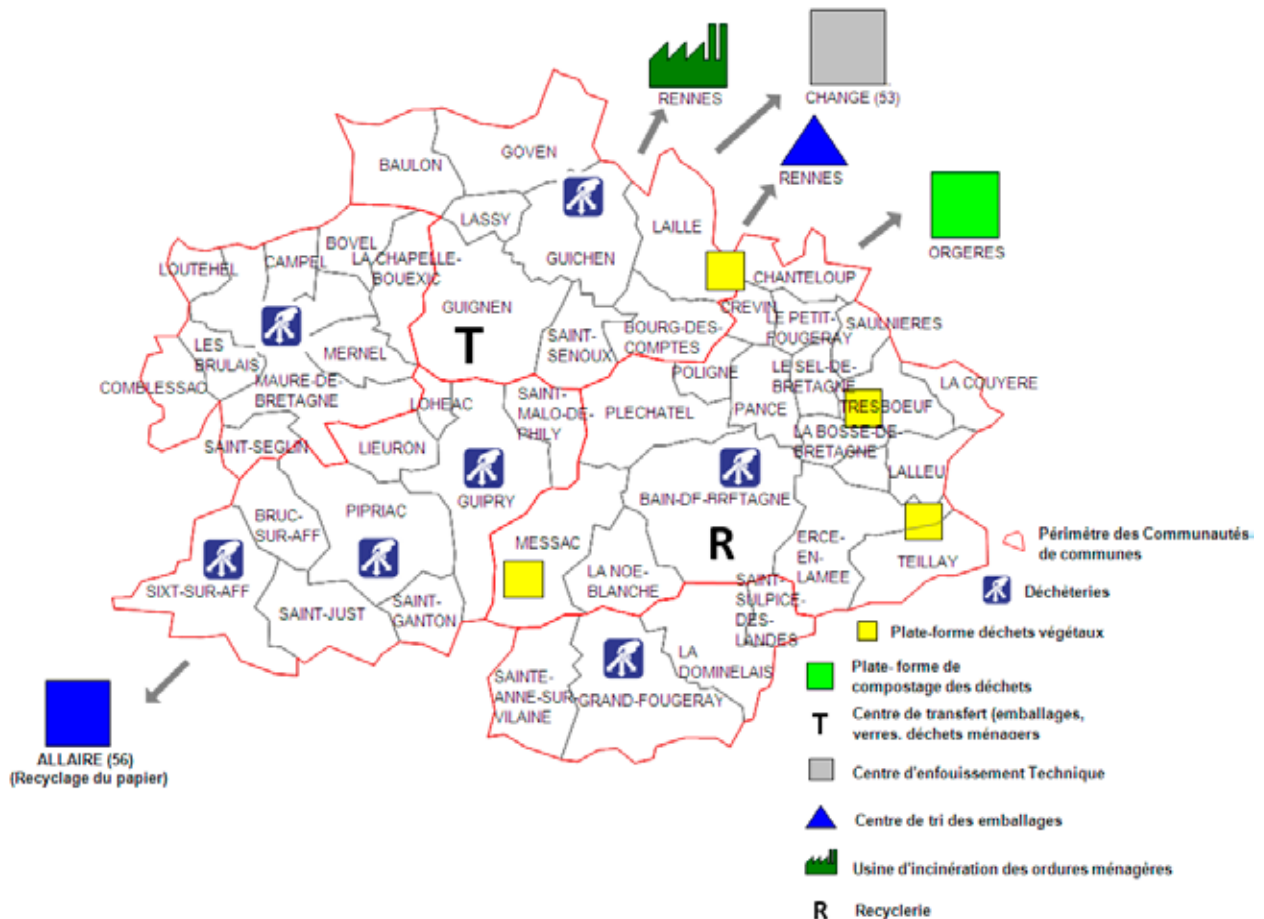 RENNES
CHANGE (53)
RENNES
ORGERES
BAULON
GOVEN
LASSY
LAILLE
BOVEL
LOUTEHEL
CAMPEL
LA CHAPELLE-
BOUEXIC
GUICHEN
CHANTELOUP
GUIGNEN
T
CREVIN
LE PETIT-
FOUGERAY
SAULNIERES
SAINT-
SENOUX
BOURG-DES-
COMPTES
LES
BRULAIS
MERNEL
COMBLESSAC
MAURE-DE-
BRETAGNE
POLIGNE
LE SEL-DE-
BRETAGNE
LA COUYERE
LOHEAC
SAINT-
MALO-DE-
PHILY
PLECHATEL
PANCE
TRESBOEUF
LA BOSSE-DE-
BRETAGNE
SAINT-SEGLIN
LIEURON
LALLEU
GUIPRY
BAIN-DE-BRETAGNE
BRUC-
SUR-AFF
PIPRIAC
MESSAC
R
ERCE-
EN-
LAMEE
TEILLAY
SIXT-SUR-AFF
LA NOE-
BLANCHE
SAINT-JUST
SAINT-
GANTON
SAINT-
SULPICE-
DES-
LANDES
SAINTE-
ANNE-SUR-
VILAINE
GRAND-FOUGERAY
LA
DOMINELAIS
ALLAIRE (56)
(Recyclage du papier)
Périmètre des Communautés-
de communes
Déchèteries
Plate-forme déchets végétaux
Plate- forme de
compostage des déchets
T
Centre de transfert (emballages,
verres, déchets ménagers
Centre d'enfouissement Technique
Centre de tri des emballages
Usine d'incinération des ordures ménagères
R Recyclerie